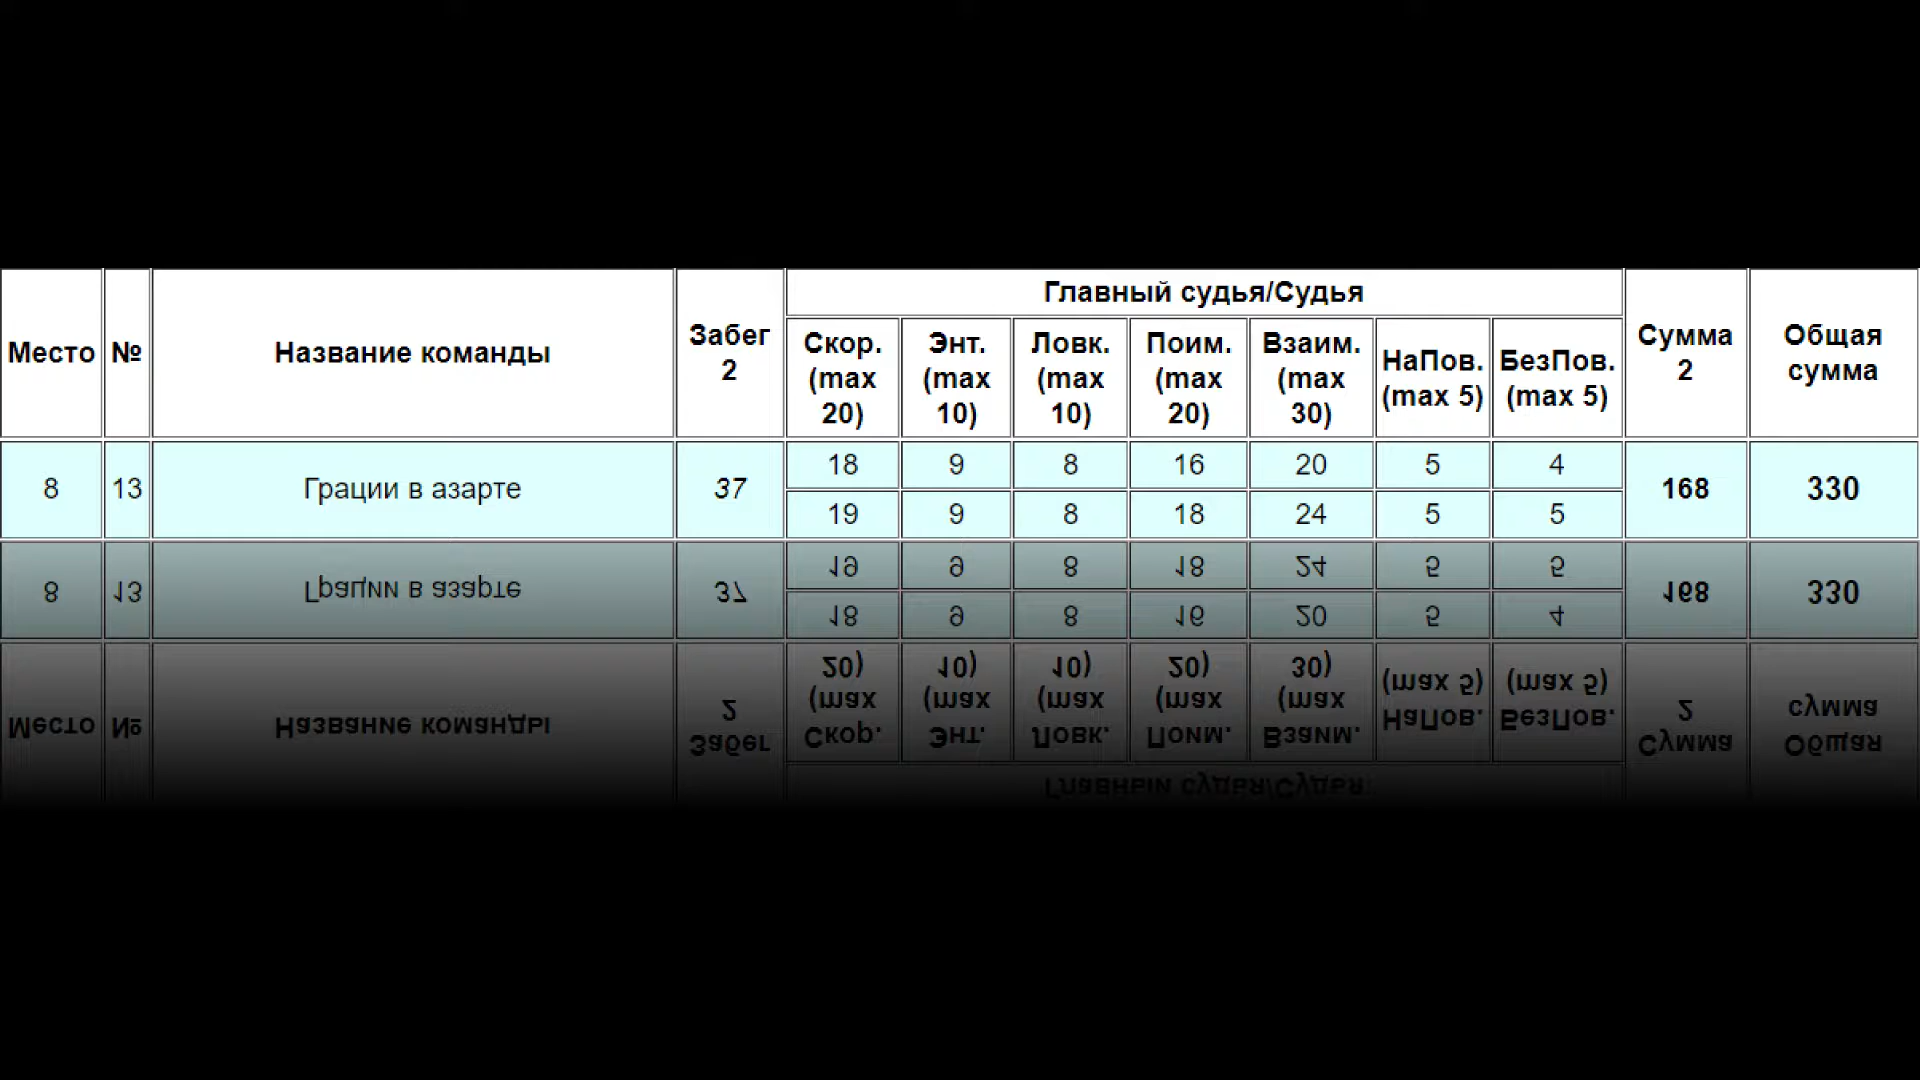 Место
№
Название команды
Забег
2
Главный судья/Судья
Скор.
(max
20)
Энт.
(max
10)
Ловк.
(max
10)
Поим.
(max
20)
Взаим.
(max
30)
НаПов.
(max 5)
БезПов.
(max 5)
Сумма
2
Общая
сумма
8
13
Грации в азарте
37
18 9 8 16 20 5 4
19 9 8 18 24 5 5
168
330